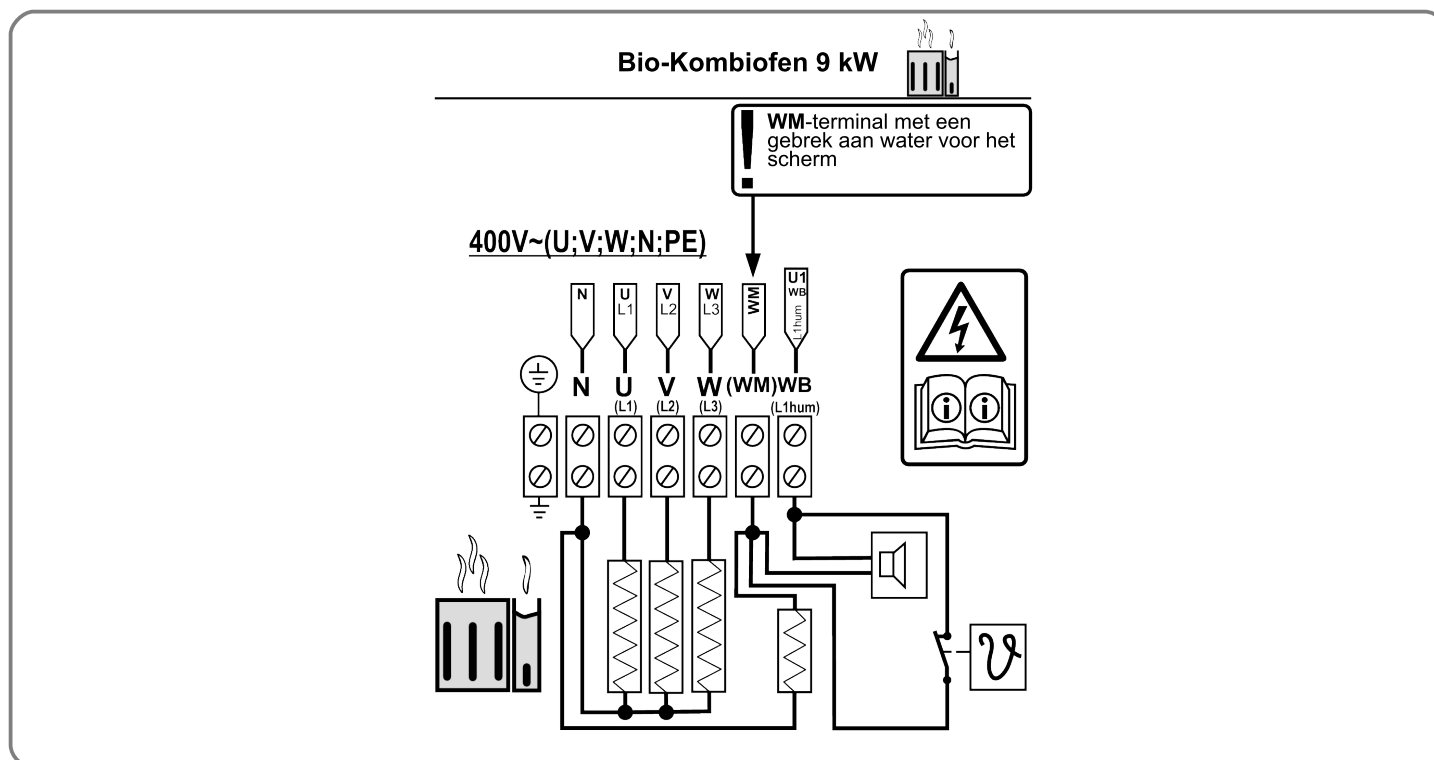 Bio-Kombiofen 9 kW
WM-terminal met een
gebrek aan water voor het
scherm
400V~(U;V;W;N;PE)
N
U
L1
V
L2
W
L3
WM
U1
WB
L1hum
N U V W (WM) WB
(L1) (L2) (L3) (L1hum)